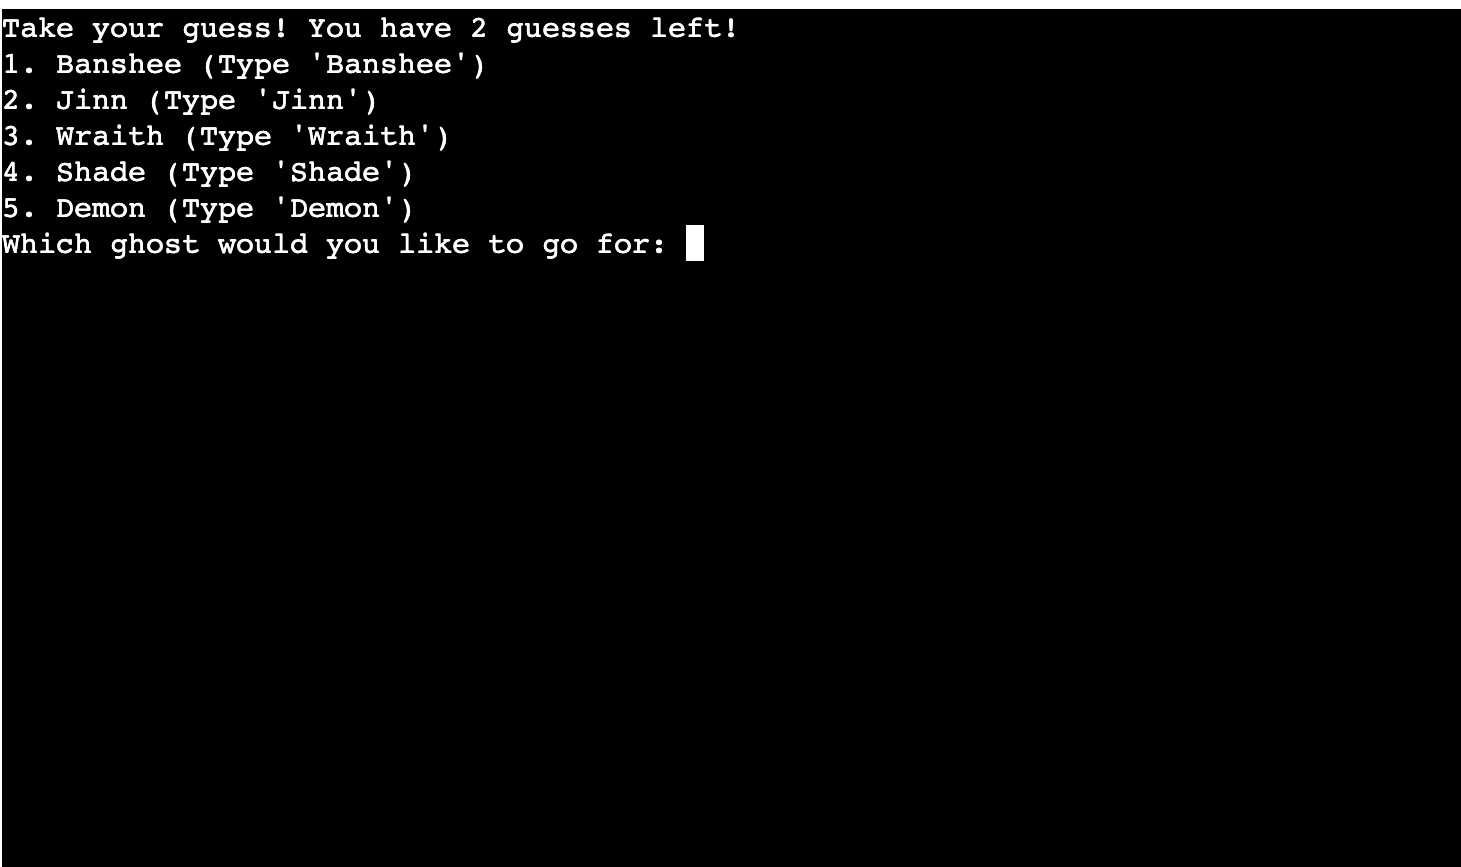 Take your guess! You have 2 guesses left!
1. Banshee (Type 'Banshee')
2. Jinn (Type 'Jinn')
3. Wraith (Type 'Wraith')
4. Shade (Type 'Shade')
5. Demon (Type 'Demon')
Which ghost would you like to go for: